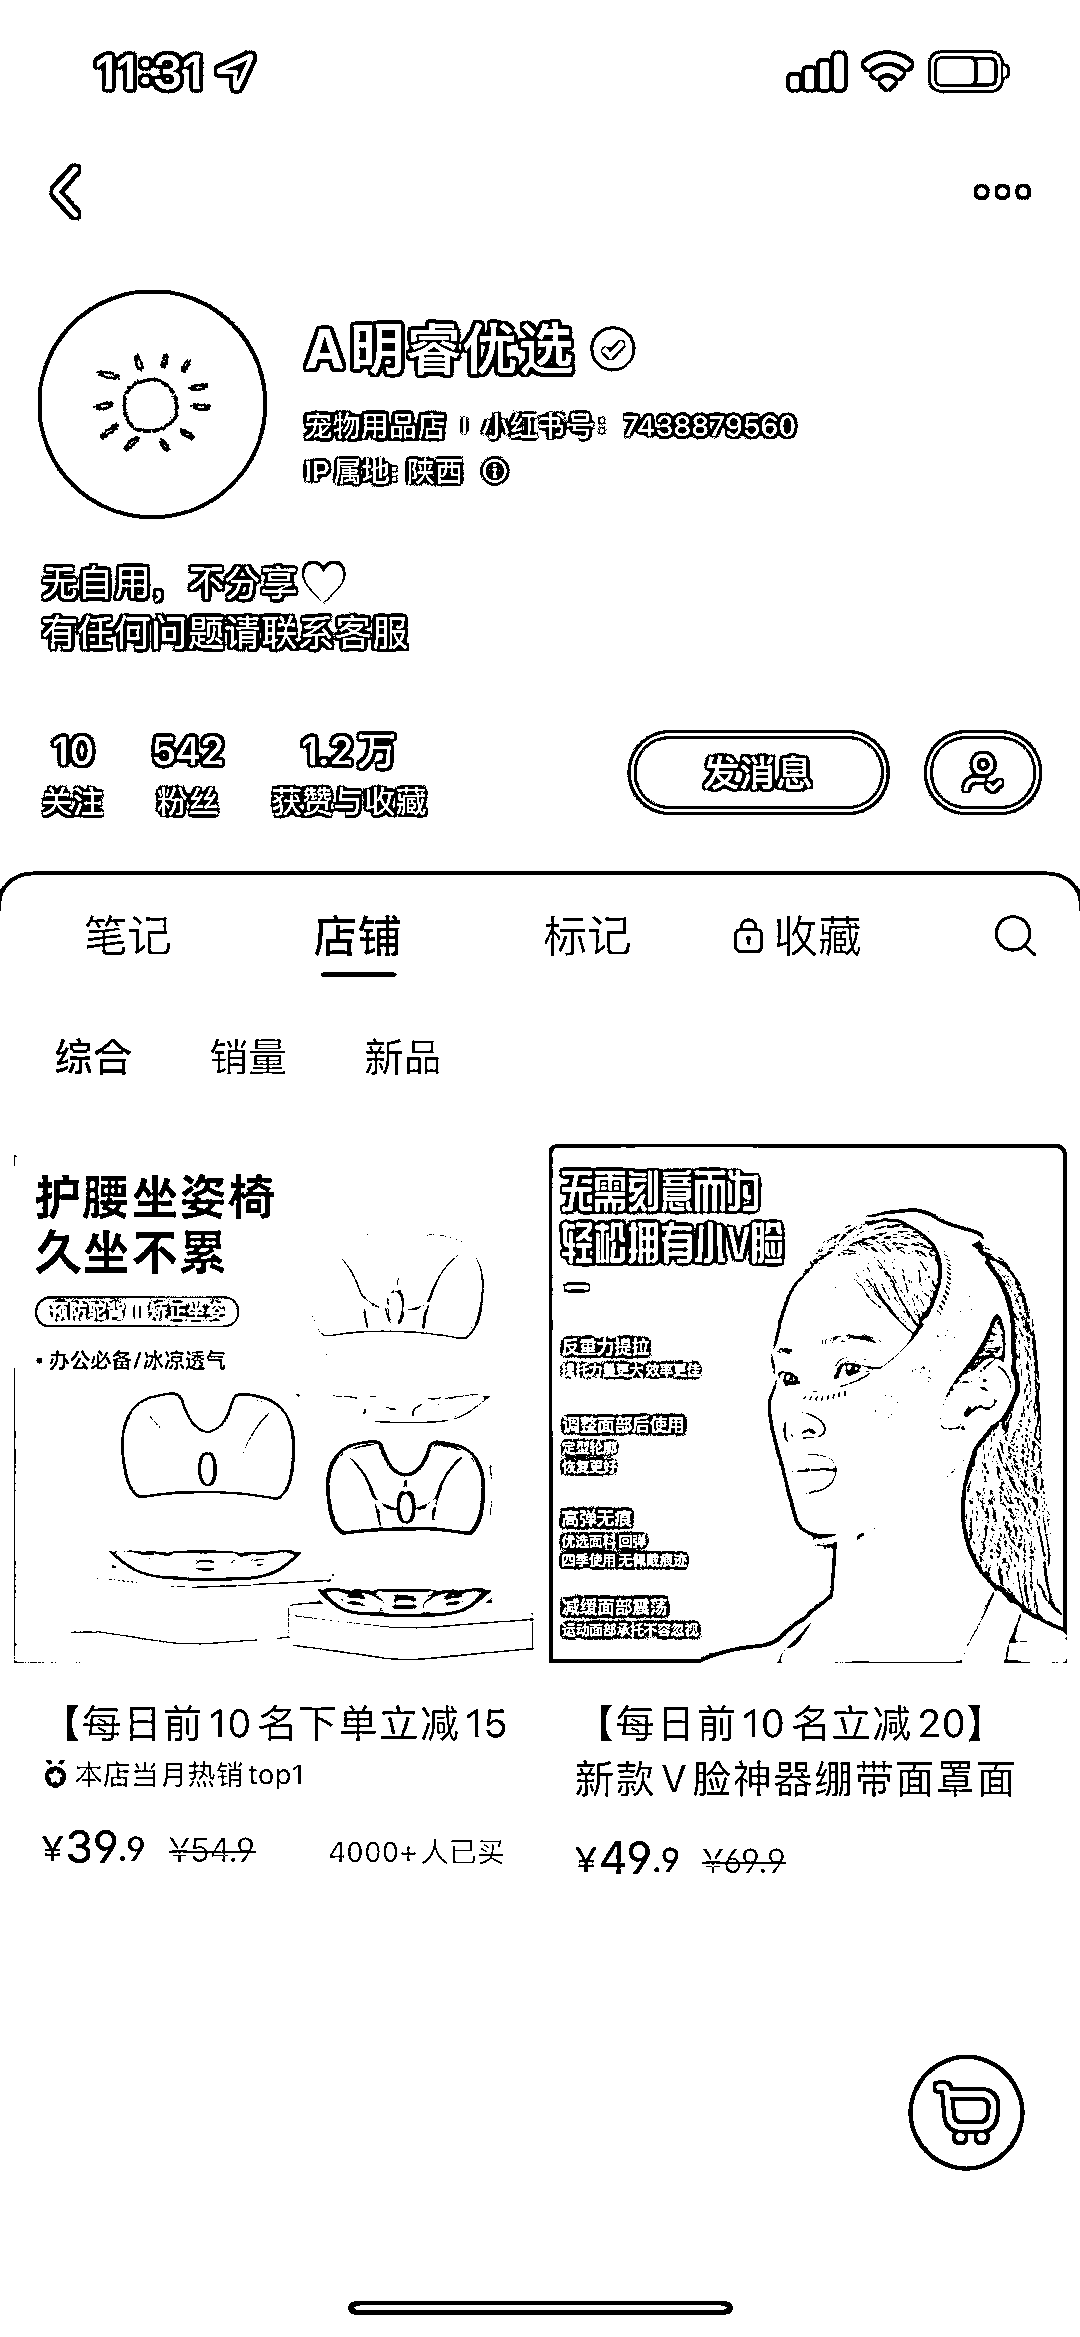 11:31
A明睿优选
宠物用品店 | 小红书号: 7438879560
IP属地: 陕西
无自用，不分享♡
有任何问题请联系客服
10 542 1.2万
关注 粉丝 获赞与收藏
发消息
笔记 店铺 标记 收藏
综合 销量 新品
护腰坐姿椅
久坐不累
预防驼背 || 矫正坐姿
• 办公必备/冰凉透气
无需刻意而为
轻松拥有小V脸
反重力提拉
提托力量更大 效率更佳
调整面部后使用
定型轮廓
恢复更好
高弹无痕
优选面料 回弹
四季使用 无佩戴痕迹
减缓面部震荡
运动面部承托不容忽视
【每日前10名下单立减15
本店当月热销top1
¥39.9 ¥54.9 4000+人已买
【每日前10名立减20】
新款V脸神器绷带面罩面
¥49.9 ¥69.9